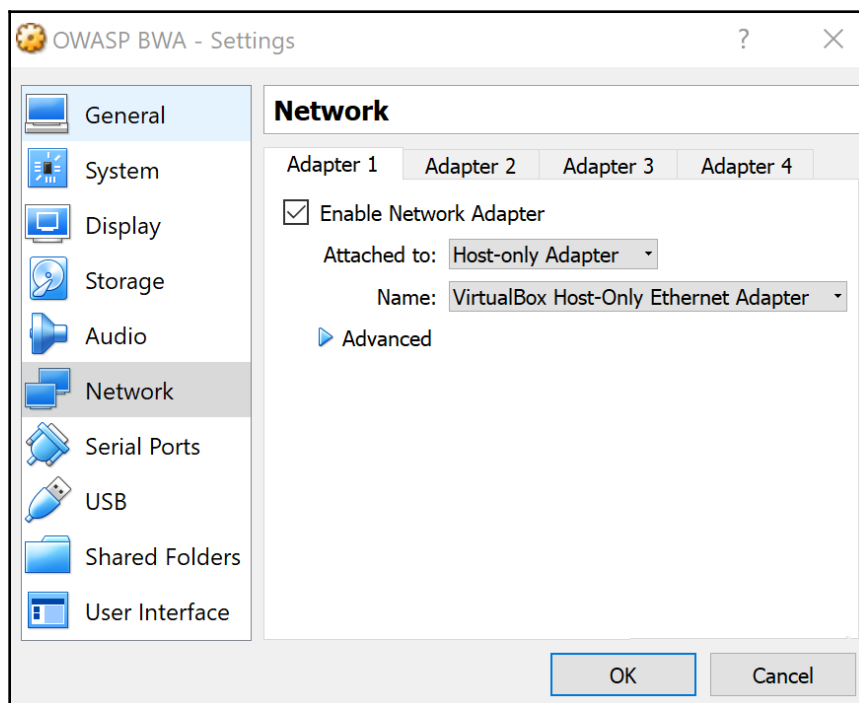 OWASP BWA - Settings ? ×
General
System
Display
Storage
Audio
Network
Serial Ports
USB
Shared Folders
User Interface
Network
Adapter 1 Adapter 2 Adapter 3 Adapter 4
Enable Network Adapter
Attached to: Host-only Adapter
Name: VirtualBox Host-Only Ethernet Adapter
Advanced
OK Cancel